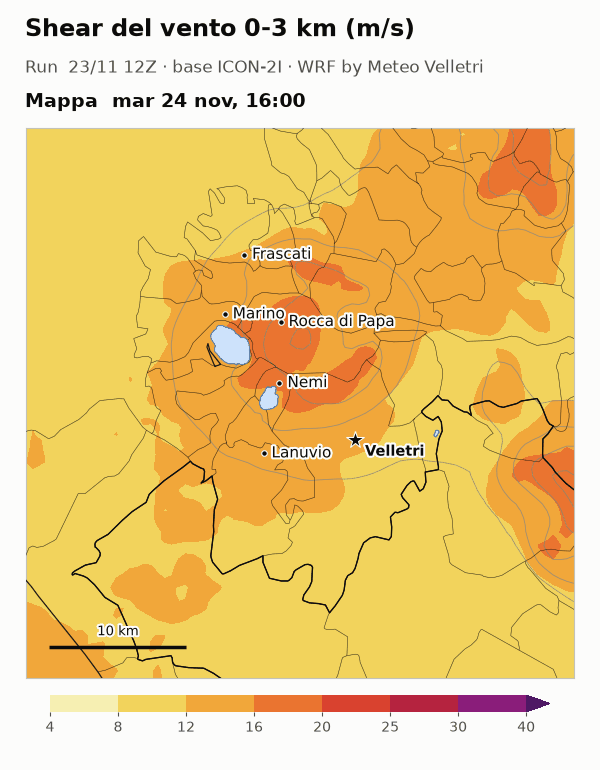 Shear del vento 0-3 km (m/s)
Run  23/11 12Z · base ICON-2I · WRF by Meteo Velletri
Mappa  mar 24 nov, 16:00
Frascati
Marino
Rocca di Papa
Nemi
Velletri
Lanuvio
10 km
4 8 12 16 20 25 30 40